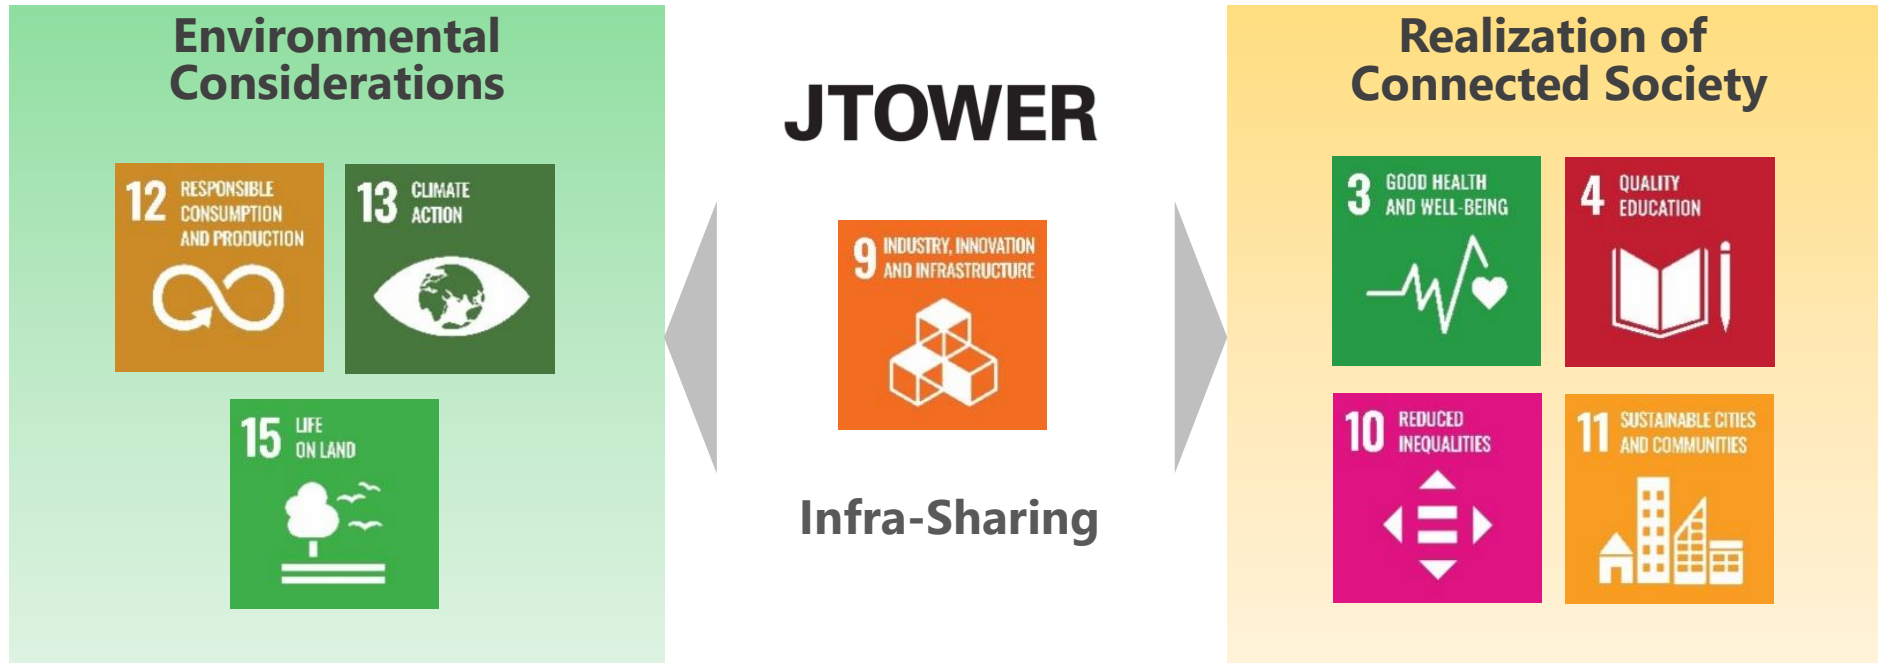 Environmental
Considerations
12 RESPONSIBLE
CONSUMPTION
AND PRODUCTION
13 CLIMATE
ACTION
15 LIFE
ON LAND
JTOWER
9 INDUSTRY, INNOVATION
AND INFRASTRUCTURE
Infra-Sharing
Realization of
Connected Society
3 GOOD HEALTH
AND WELL-BEING
4 QUALITY
EDUCATION
10 REDUCED
INEQUALITIES
11 SUSTAINABLE CITIES
AND COMMUNITIES